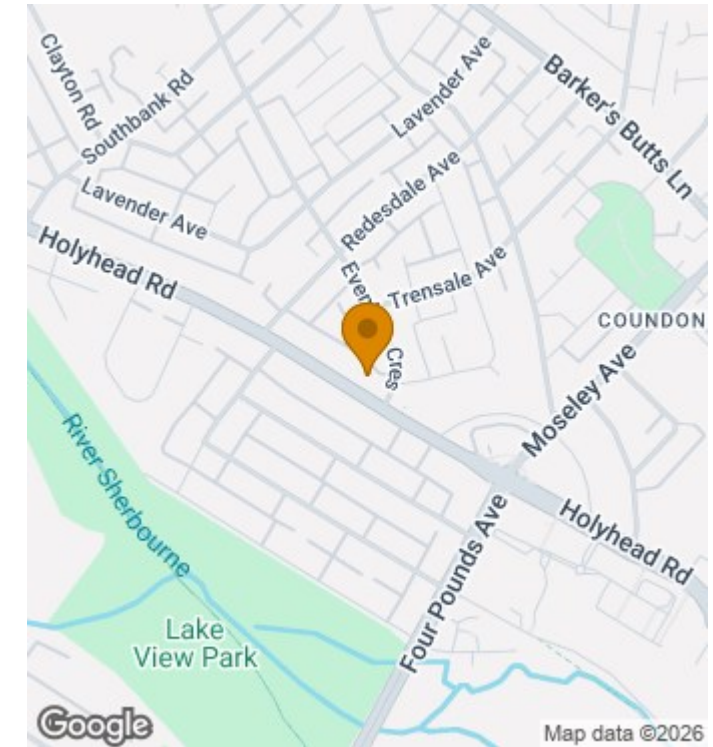 Clayton Rd
Southbank Rd
Lavender Ave
Barker's Butts Ln
Lavender Ave
Redesdale Ave
Holyhead Rd
Trensale Ave
COUNDON
Cres
Moseley Ave
River Sherbourne
Holyhead Rd
Four Pounds Ave
Lake
View Park
Google
Map data ©2026